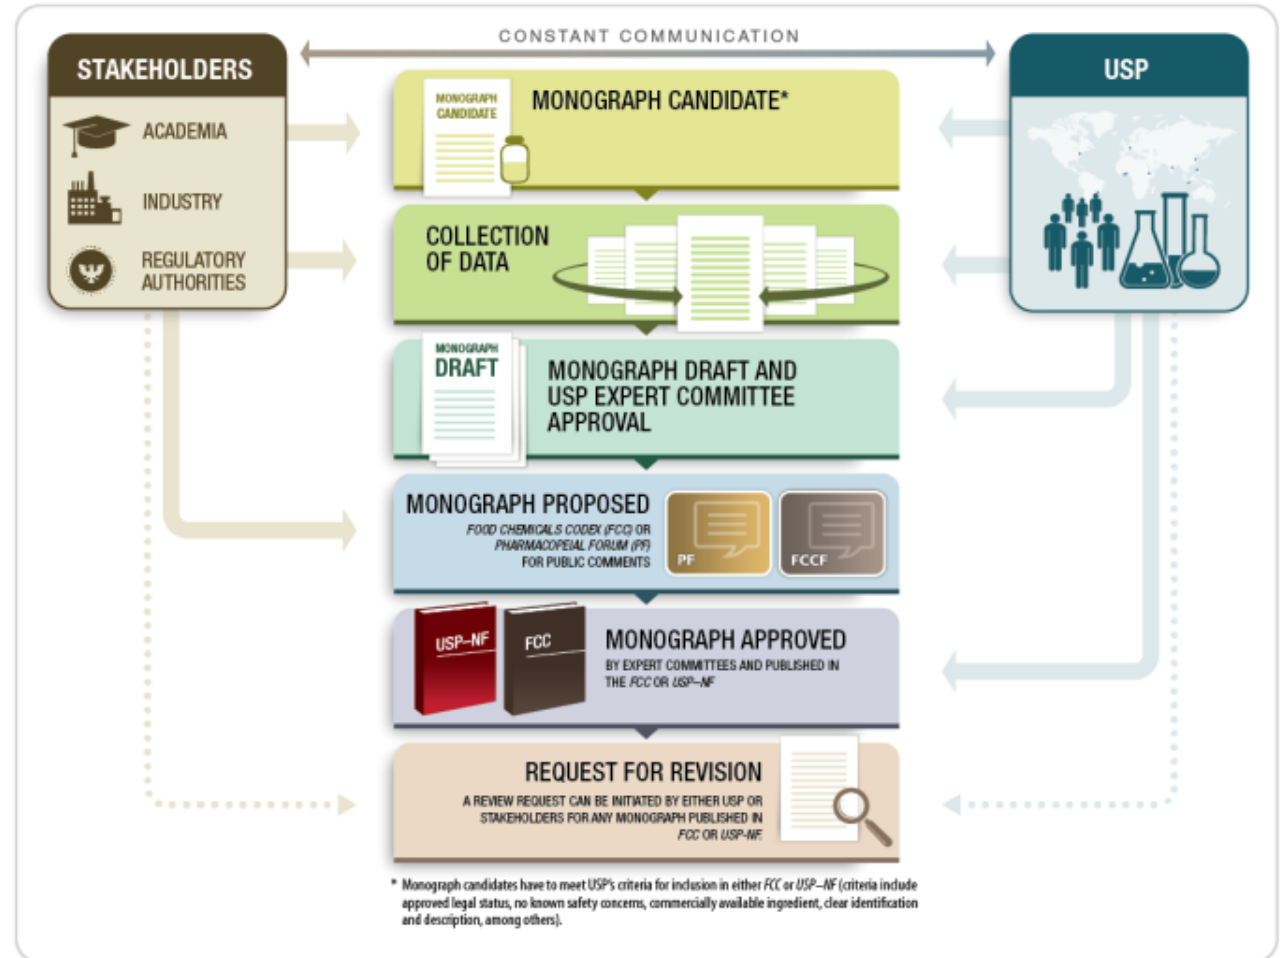 CONSTANT COMMUNICATION
STAKEHOLDERS
ACADEMIA
INDUSTRY
REGULATORY
AUTHORITIES
USP
MONOGRAPH
CANDIDATE
MONOGRAPH CANDIDATE*
COLLECTION
OF DATA
MONOGRAPH
DRAFT
MONOGRAPH DRAFT AND
USP EXPERT COMMITTEE
APPROVAL
MONOGRAPH PROPOSED
FOOD CHEMICALS CODEX (FCC) OR
PHARMACOPEIAL FORUM (PF)
FOR PUBLIC COMMENTS
PF
FCCF
USP–NF
FCC
MONOGRAPH APPROVED
BY EXPERT COMMITTEES AND PUBLISHED IN
THE FCC OR USP–NF
REQUEST FOR REVISION
A REVIEW REQUEST CAN BE INITIATED BY EITHER USP OR
STAKEHOLDERS FOR ANY MONOGRAPH PUBLISHED IN
FCC OR USP-NF.
* Monograph candidates have to meet USP's criteria for inclusion in either FCC or USP–NF (criteria include
approved legal status, no known safety concerns, commercially available ingredient, clear identification
and description, among others).